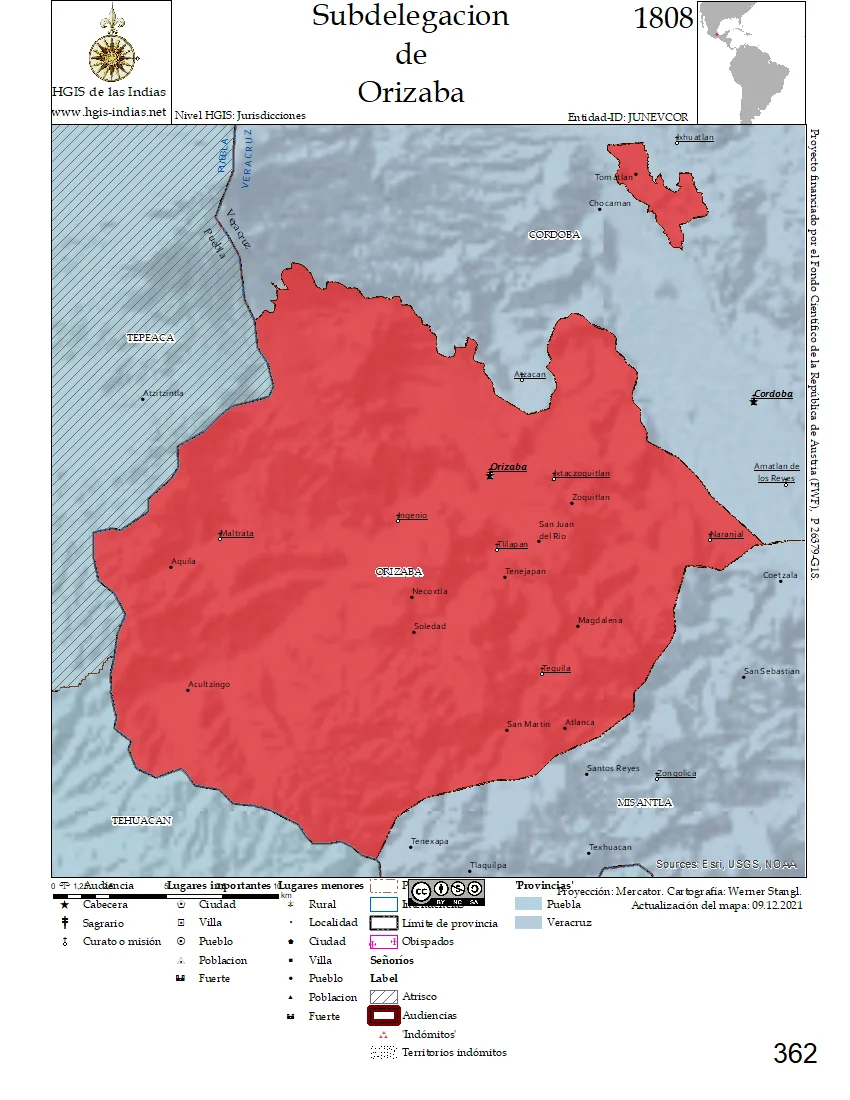 Subdelegacion
de
Orizaba
1808
HGIS de las Indias
www.hgis-indias.net
Nivel HGIS: Jurisdicciones
Entidad-ID: JUNEVCOR
PUEBLA
VERACRUZ
Veracruz
Puebla
Ixhuatlan
Tomatlan
Chocaman
CORDOBA
TEPEACA
Atzitzintla
Atzacan
Cordoba
Orizaba
Ixtaczoquitlan
Amatlan de
los Reyes
Zoquitlan
Ingenio
San Juan
del Rio
Maltrata
Tlilapan
Naranjal
Aquila
ORIZABA
Tenejapan
Coetzala
Necoxtla
Soledad
Magdalena
Tequila
San Sebastian
Acultzingo
San Martin
Atlanca
Santos Reyes
Zongolica
MISANTLA
TEHUACAN
Tenexapa
Texhuacan
Tlaquilpa
Sources: Esri, USGS, NOAA
Proyecto financiado por el Fondo Científico de la República de Austria (FWF), P 26379-G18.
km
Audiencia
Cabecera
Sagrario
Curato o misión
Lugares importantes
Ciudad
Villa
Pueblo
Poblacion
Fuerte
Lugares menores
Rural
Localidad
Ciudad
Villa
Pueblo
Poblacion
Fuerte
CC BY NC SA
Límite de provincia
Obispados
Señoríos
Label
Atrisco
Audiencias
'Indómitos'
Territorios indómitos
'Provincias'
Puebla
Veracruz
Proyección: Mercator. Cartografía: Werner Stangl.
Actualización del mapa: 09.12.2021
362